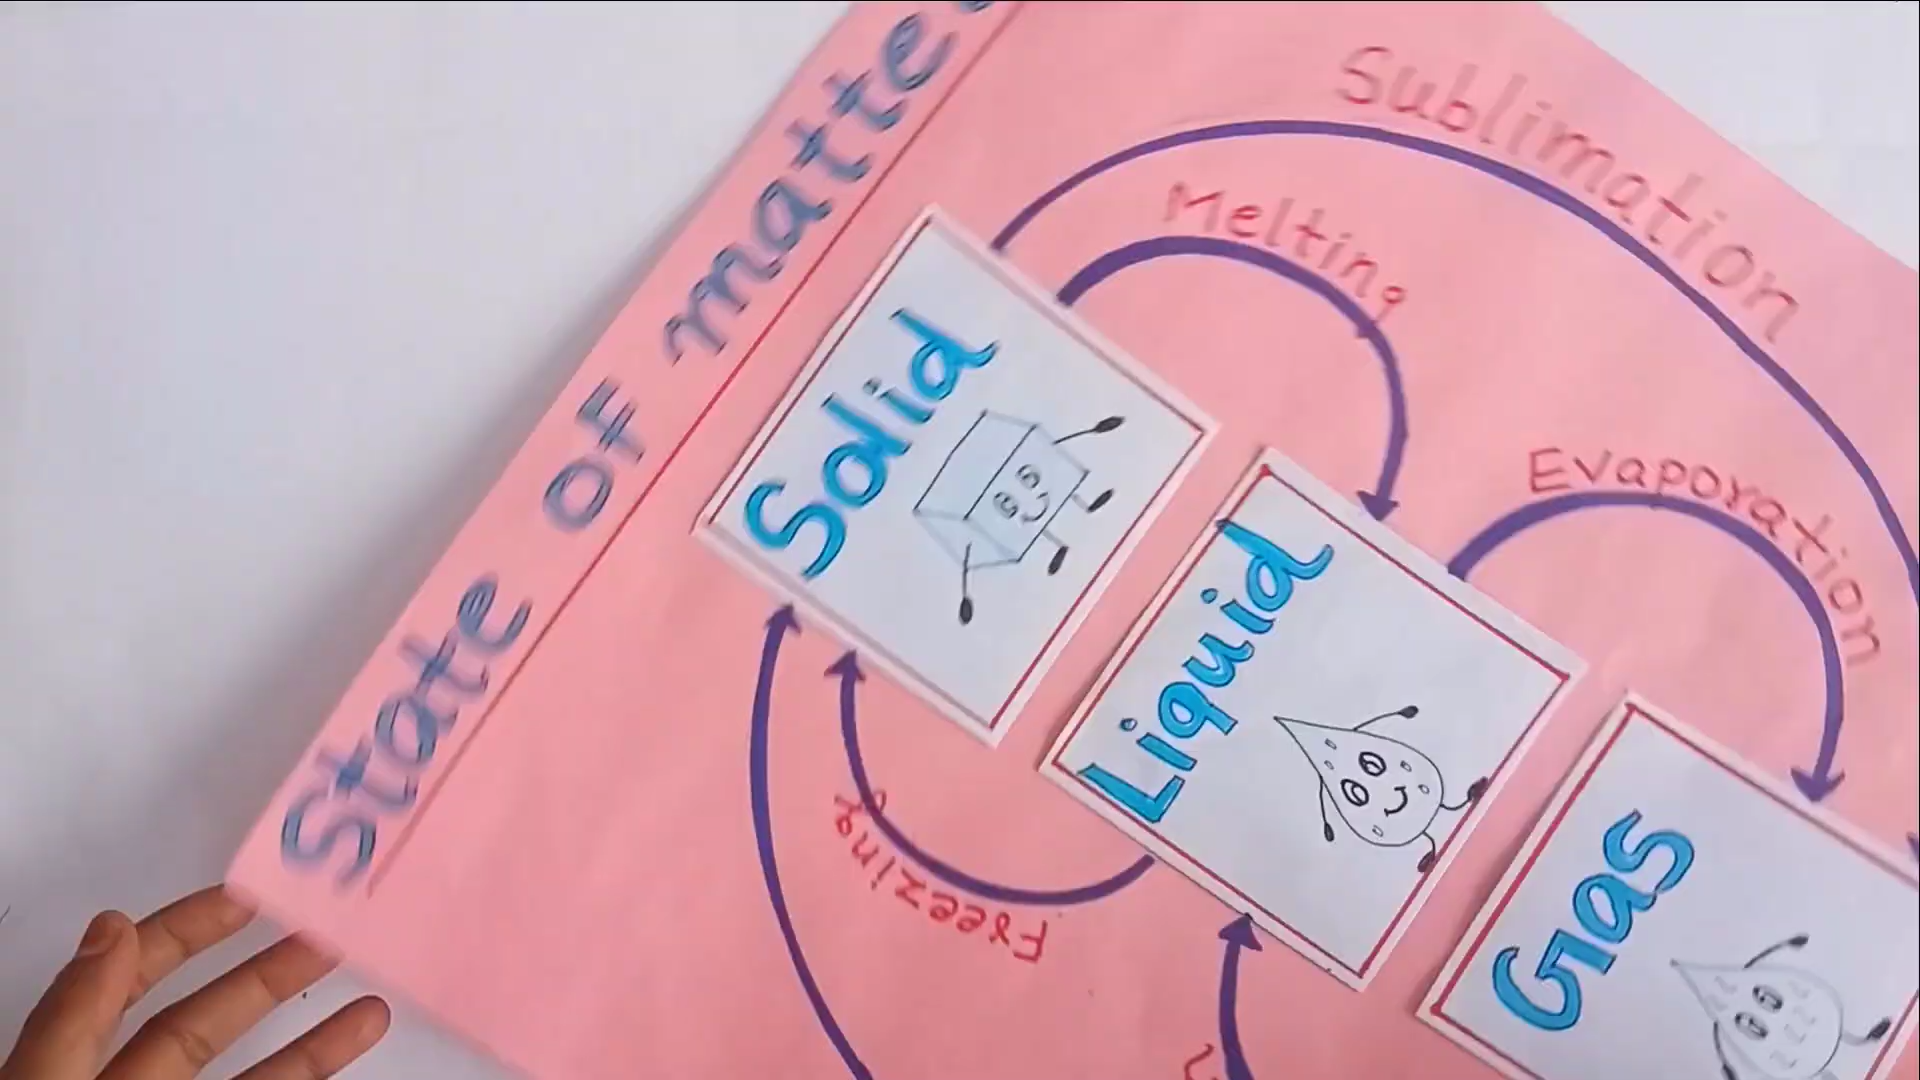 State of matte
Sublimation
Melting
Solid
Evaporation
Liquid
Freezing
Gas
n